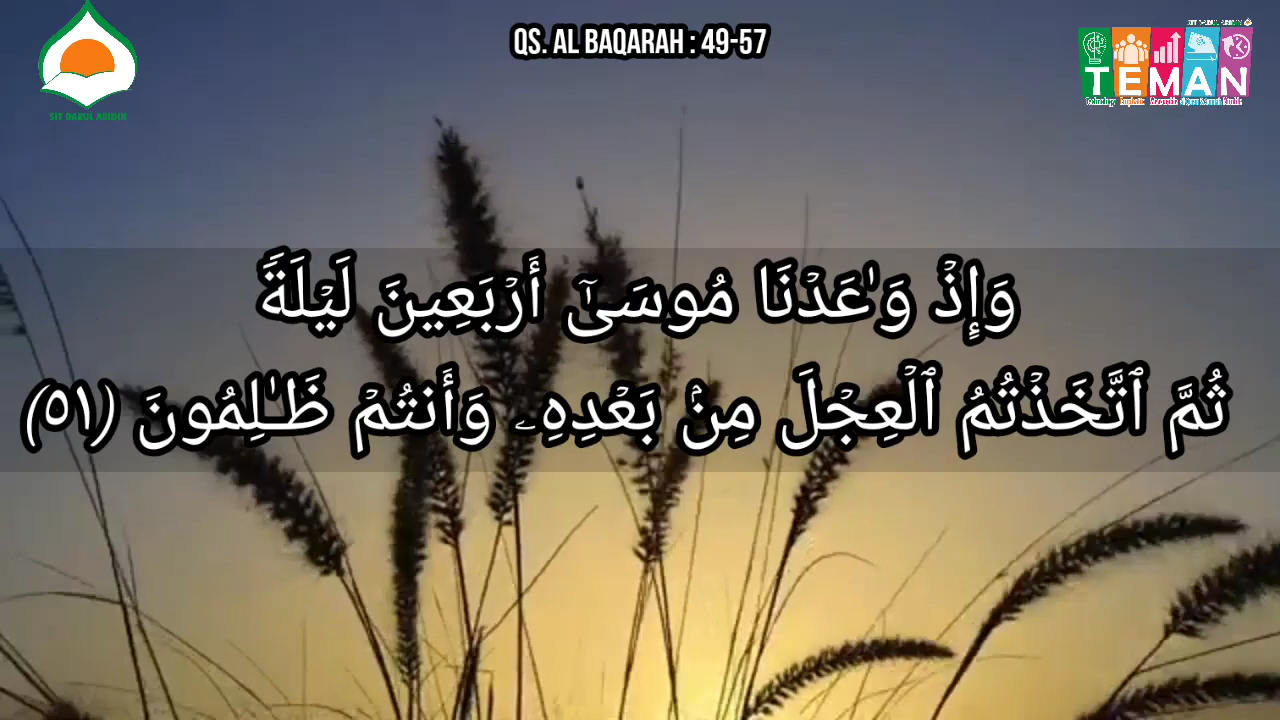 QS. AL BAQARAH : 49-57
SIT DARUL ABIDIN
TEMAN
وَإِذْ وَٰعَدْنَا مُوسَىٰٓ أَرْبَعِينَ لَيْلَةً
ثُمَّ ٱتَّخَذْتُمُ ٱلْعِجْلَ مِنۢ بَعْدِهِۦ وَأَنتُمْ ظَـٰلِمُونَ (٥١)